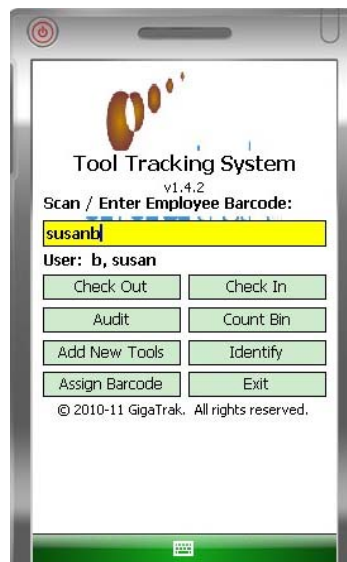 Tool Tracking System
v1.4.2
Scan / Enter Employee Barcode:
susanb
User: b, susan
Check Out Check In
Audit Count Bin
Add New Tools Identify
Assign Barcode Exit
© 2010-11 GigaTrak. All rights reserved.